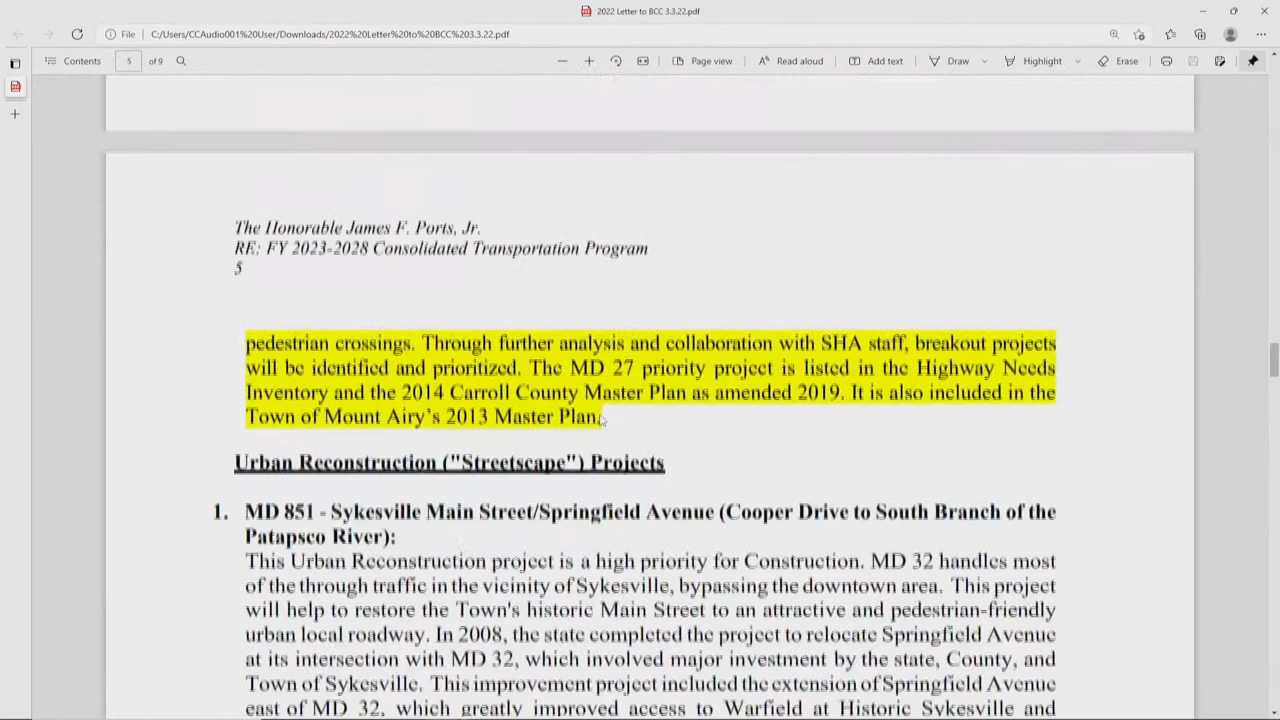 2022 Letter to BCC 3.3.22.pdf
File C:/Users/CCAudio001%20User/Downloads/2022%20Letter%20to%20BCC%203.3.22.pdf
Contents 5 of 9 Page view Read aloud Add text Draw Highlight Erase
The Honorable James F. Ports, Jr.
RE: FY 2023-2028 Consolidated Transportation Program
5
pedestrian crossings. Through further analysis and collaboration with SHA staff, breakout projects
will be identified and prioritized. The MD 27 priority project is listed in the Highway Needs
Inventory and the 2014 Carroll County Master Plan as amended 2019. It is also included in the
Town of Mount Airy’s 2013 Master Plan.
Urban Reconstruction ("Streetscape") Projects
1. MD 851 - Sykesville Main Street/Springfield Avenue (Cooper Drive to South Branch of the
Patapsco River):
This Urban Reconstruction project is a high priority for Construction. MD 32 handles most
of the through traffic in the vicinity of Sykesville, bypassing the downtown area. This project
will help to restore the Town's historic Main Street to an attractive and pedestrian-friendly
urban local roadway. In 2008, the state completed the project to relocate Springfield Avenue
at its intersection with MD 32, which involved major investment by the state, County, and
Town of Sykesville. This improvement project included the extension of Springfield Avenue
east of MD 32, which greatly improved access to Warfield at Historic Sykesville and